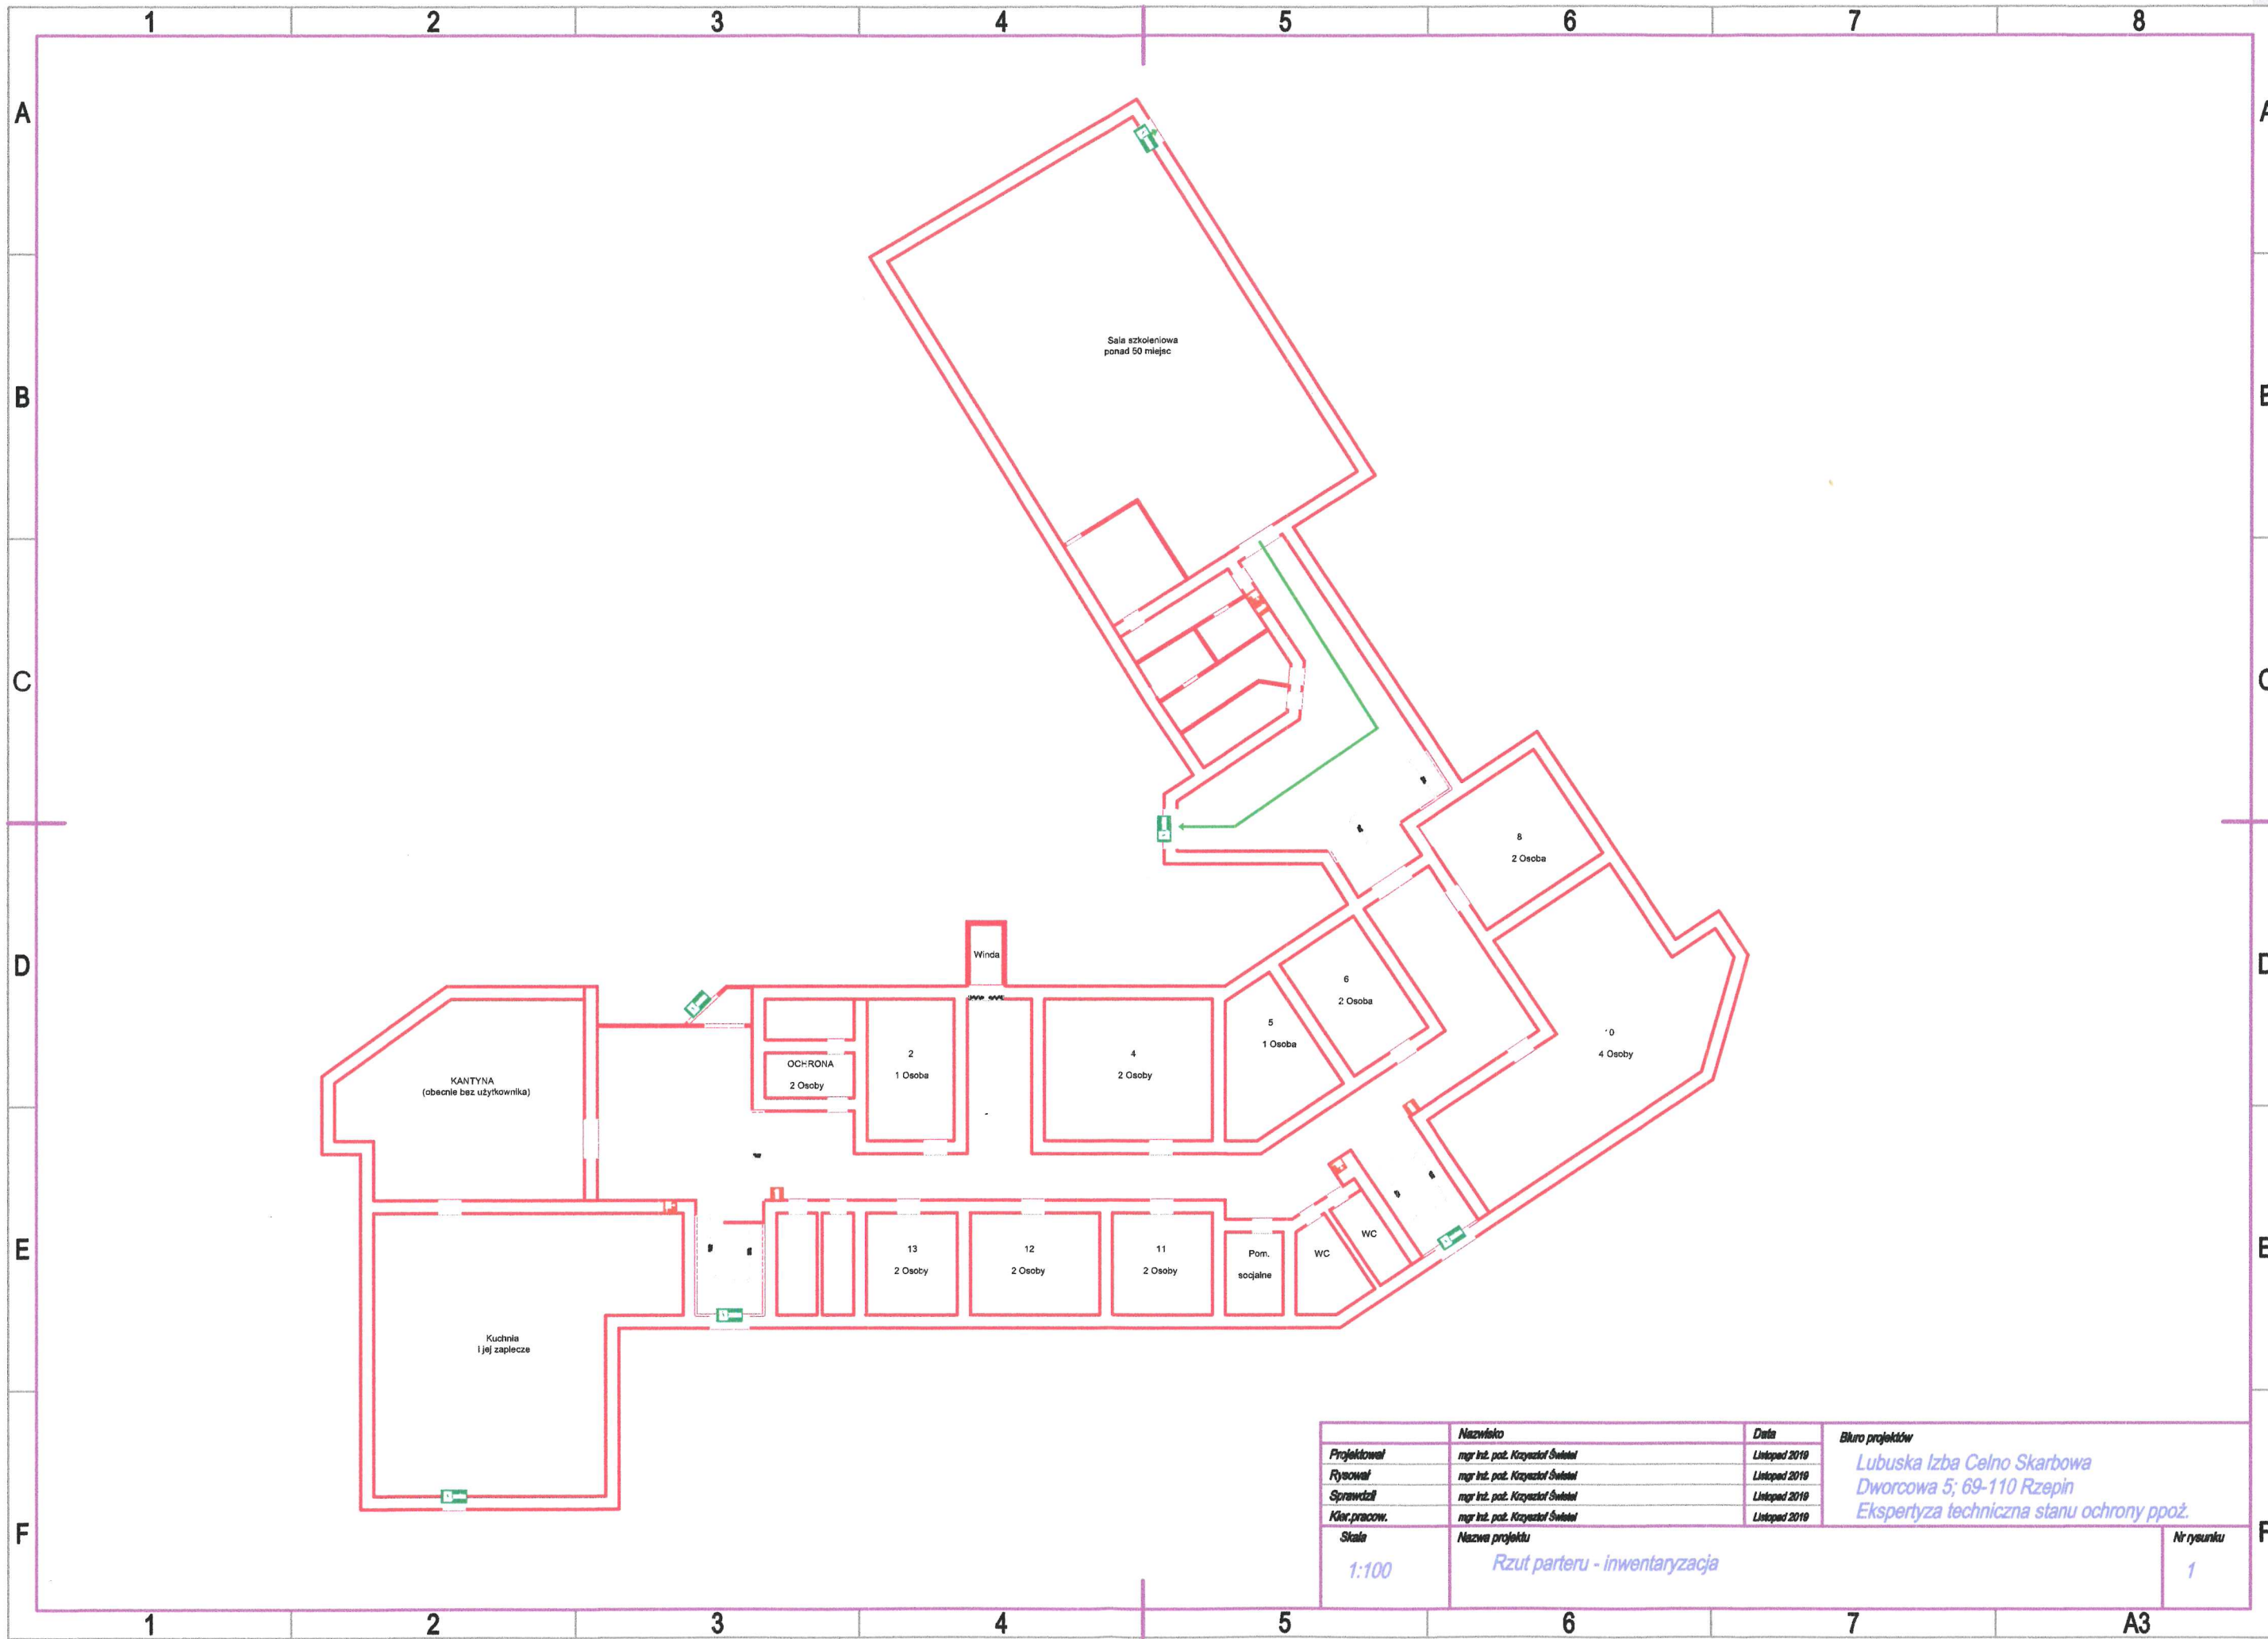 1 2 3 4 5 6 7 8
A A
B B
C C
D D
E E
F F
Sala szkoleniowa
ponad 50 miejsc
8
2 Osoba
Winda
6
2 Osoba
5
1 Osoba
10
4 Osoby
KANTYNA
(obecnie bez użytkownika)
OCHRONA
2 Osoby
2
1 Osoba
4
2 Osoby
13
2 Osoby
12
2 Osoby
11
2 Osoby
Pom.
socjalne
WC
WC
Kuchnia
i jej zaplecze
Nazwisko Data Biuro projektów
Projektował mgr inż. poż. Krzysztof Świstel Listopad 2019
Rysował mgr inż. poż. Krzysztof Świstel Listopad 2019
Sprawdził mgr inż. poż. Krzysztof Świstel Listopad 2019
Kier.pracow. mgr inż. poż. Krzysztof Świstel Listopad 2019
Lubuska Izba Celno Skarbowa
Dworcowa 5; 69-110 Rzepin
Ekspertyza techniczna stanu ochrony ppoż.
Skala Nazwa projektu Nr rysunku
1:100 Rzut parteru - inwentaryzacja 1
1 2 3 4 5 6 7 A3